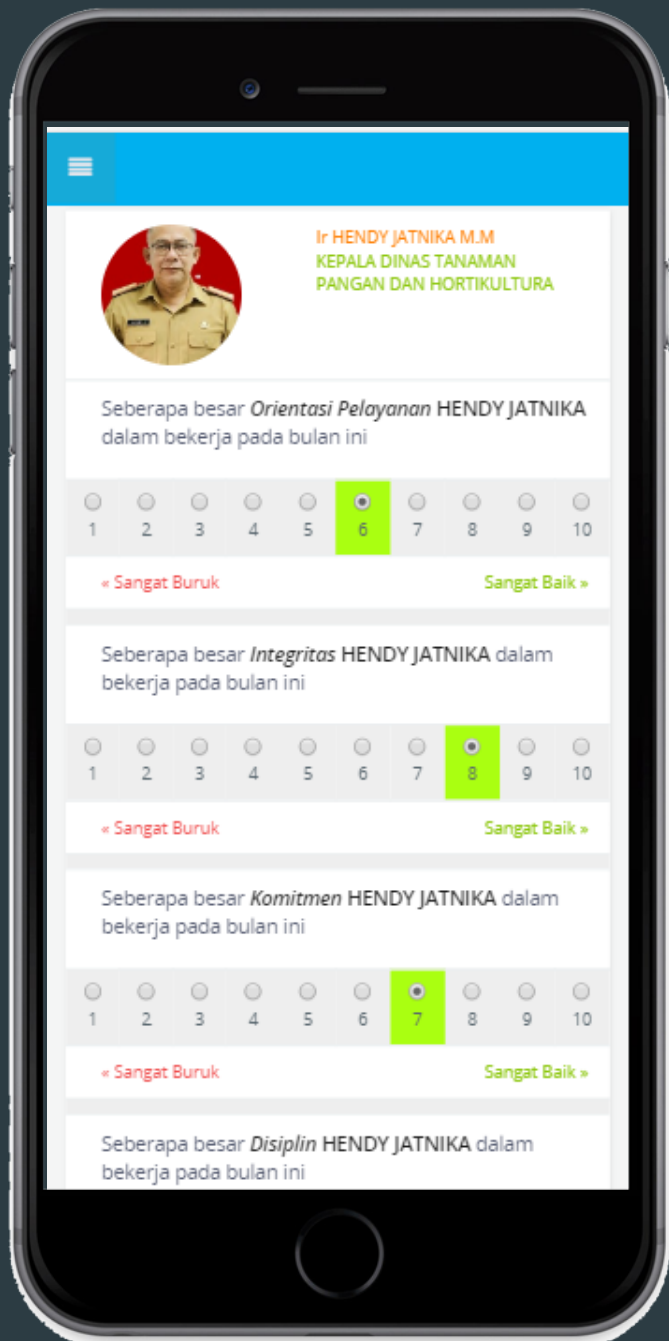 Ir HENDY JATNIKA M.M
KEPALA DINAS TANAMAN
PANGAN DAN HORTIKULTURA
Seberapa besar Orientasi Pelayanan HENDY JATNIKA
dalam bekerja pada bulan ini
1 2 3 4 5 6 7 8 9 10
« Sangat Buruk Sangat Baik »
Seberapa besar Integritas HENDY JATNIKA dalam
bekerja pada bulan ini
1 2 3 4 5 6 7 8 9 10
« Sangat Buruk Sangat Baik »
Seberapa besar Komitmen HENDY JATNIKA dalam
bekerja pada bulan ini
1 2 3 4 5 6 7 8 9 10
« Sangat Buruk Sangat Baik »
Seberapa besar Disiplin HENDY JATNIKA dalam
bekerja pada bulan ini